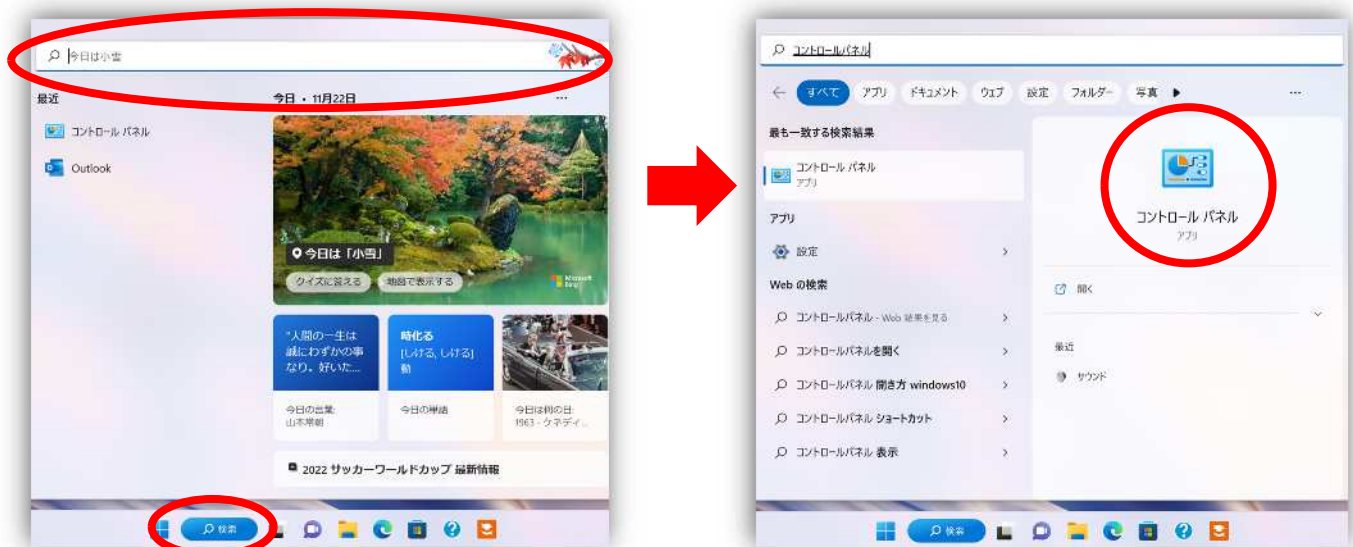 今日は小雪
最近
今日・11月22日
...
コントロール パネル
Outlook
今日は「小雪」
クイズに答える
地図で表示する
Microsoft
Bing
"人間の一生は
誠にわずかの事
なり。好いた...
今日の言葉:
山本常朝
時化る
[しける, しける]
動
今日の単語
今日は何の日:
1963 - ケネディ...
2022 サッカーワールドカップ 最新情報
検索
コントロールパネル
すべて アプリ ドキュメント ウェブ 設定 フォルダー 写真 ...
最も一致する検索結果
コントロール パネル
アプリ
アプリ
設定
Web の検索
コントロールパネル - Web 結果を見る
コントロールパネルを開く
コントロールパネル 開き方 windows10
コントロールパネル ショートカット
コントロールパネル 表示
コントロール パネル
アプリ
開く
最近
サウンド
検索